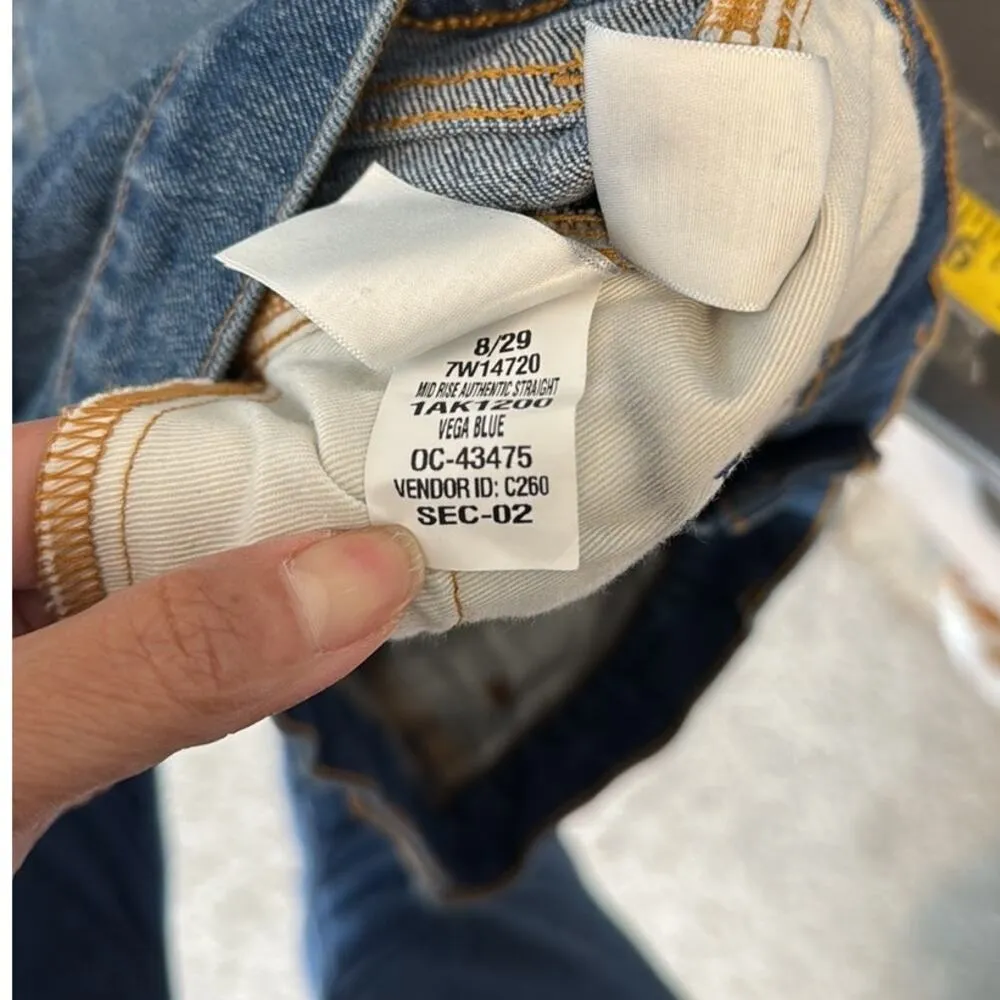 8/29
7W14720
MID RISE AUTHENTIC STRAIGHT
1AK1200
VEGA BLUE
OC-43475
VENDOR ID: C260
SEC-02